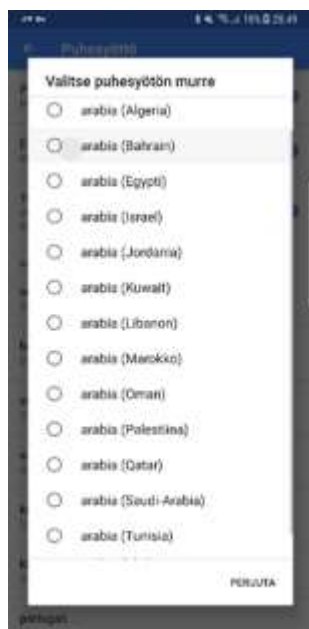 Puhesyöttö
Valitse puhesyötön murre
arabia (Algeria)
arabia (Bahrain)
arabia (Egypti)
arabia (Israel)
arabia (Jordania)
arabia (Kuwait)
arabia (Libanon)
arabia (Marokko)
arabia (Oman)
arabia (Palestiina)
arabia (Qatar)
arabia (Saudi-Arabia)
arabia (Tunisia)
PERUUTA